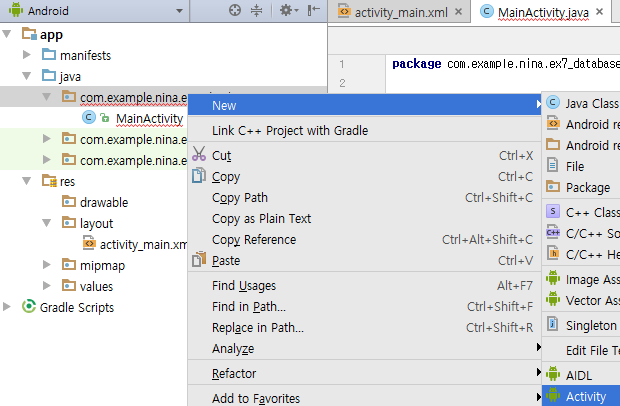 Android
activity_main.xml
MainActivity.java
app
manifests
java
com.example.nina.e
MainActivity
com.example.nina.e
com.example.nina.e
res
drawable
layout
activity_main.xm
mipmap
values
Gradle Scripts
1
package com.example.nina.ex7_database
2
New
Link C++ Project with Gradle
Cut Ctrl+X
Copy Ctrl+C
Copy Path Ctrl+Shift+C
Copy as Plain Text
Copy Reference Ctrl+Alt+Shift+C
Paste Ctrl+V
Find Usages Alt+F7
Find in Path... Ctrl+Shift+F
Replace in Path... Ctrl+Shift+R
Analyze
Refactor
Add to Favorites
Java Class
Android re
Android re
File
Package
C++ Class
C/C++ So
C/C++ He
Image Ass
Vector Ass
Singleton
Edit File Te
AIDL
Activity